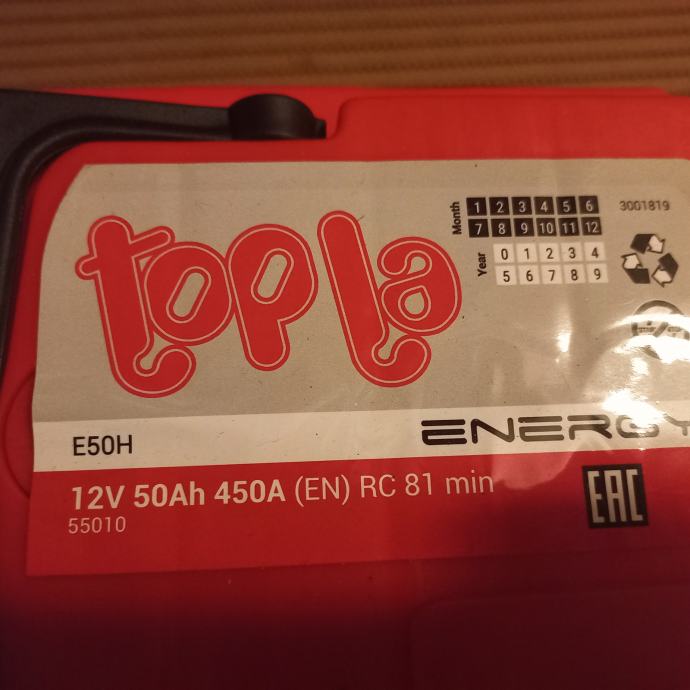 topla
Month
1 2 3 4 5 6
7 8 9 10 11 12
3001819
Year
0 1 2 3 4
5 6 7 8 9
E50H
ENERGY
12V 50Ah 450A (EN) RC 81 min
55010
EAC